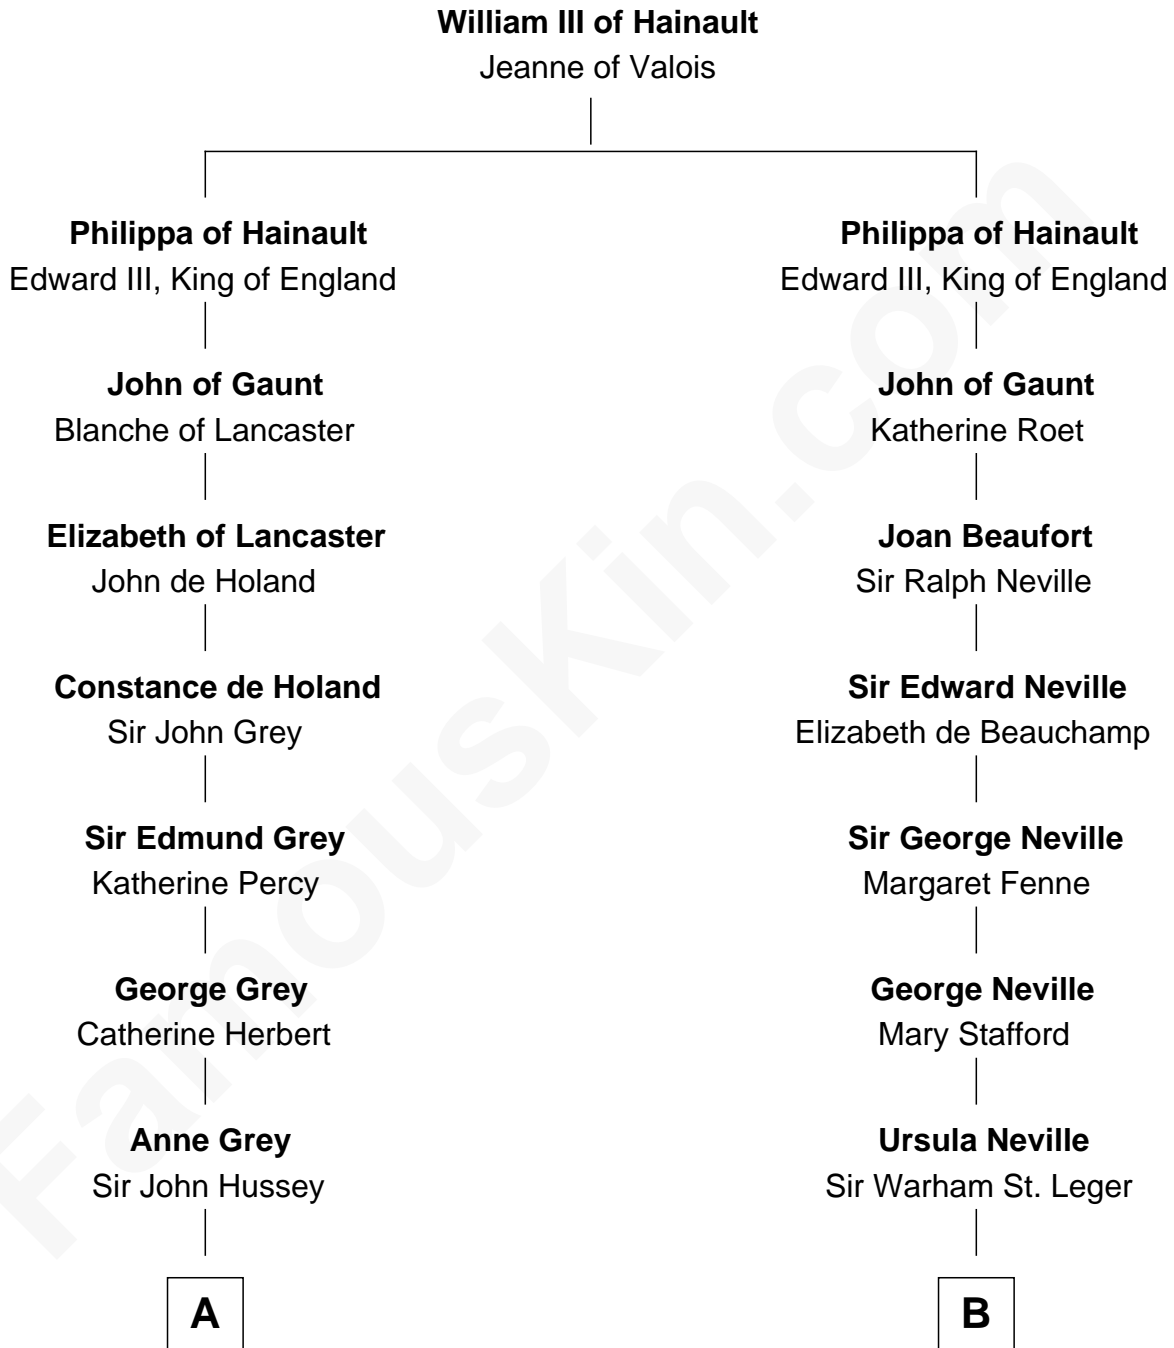 William III of Hainault
Jeanne of Valois
Philippa of Hainault
Edward III, King of England
John of Gaunt
Blanche of Lancaster
Elizabeth of Lancaster
John de Holand
Constance de Holand
Sir John Grey
Sir Edmund Grey
Katherine Percy
George Grey
Catherine Herbert
Anne Grey
Sir John Hussey
A
Philippa of Hainault
Edward III, King of England
John of Gaunt
Katherine Roet
Joan Beaufort
Sir Ralph Neville
Sir Edward Neville
Elizabeth de Beauchamp
Sir George Neville
Margaret Fenne
George Neville
Mary Stafford
Ursula Neville
Sir Warham St. Leger
B
FamousKin.com